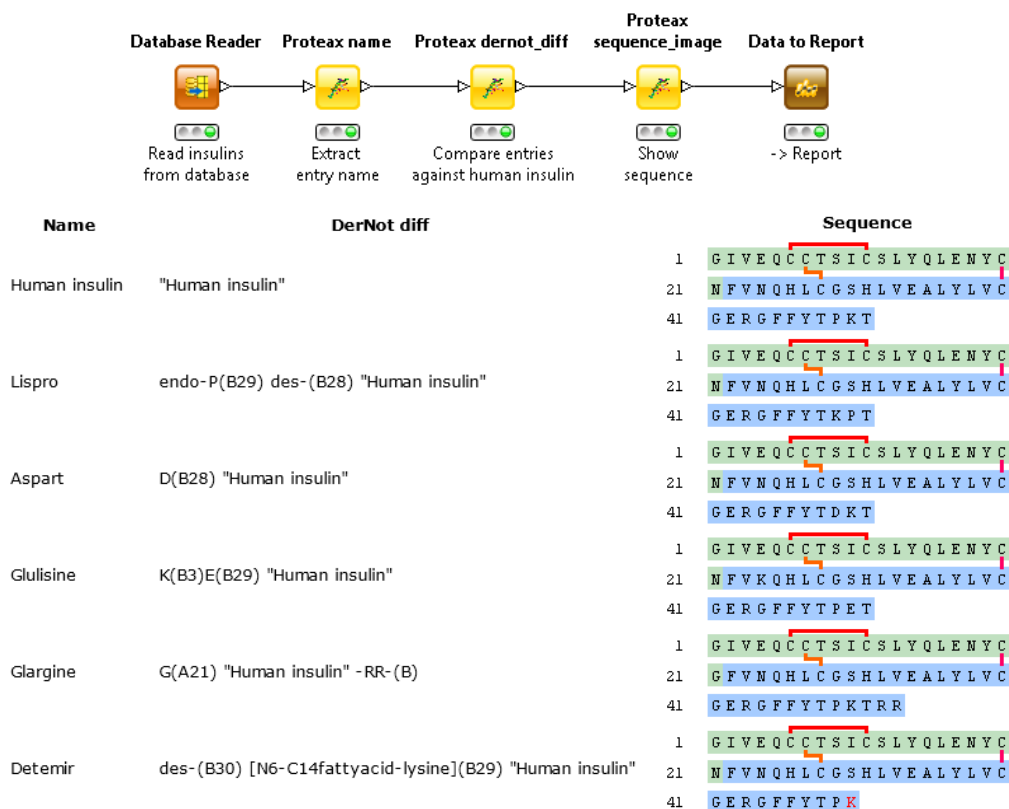 Database Reader Proteax name Proteax dernot_diff Proteax sequence_image Data to Report
Read insulins from database
Extract entry name
Compare entries against human insulin
Show sequence
-> Report
Name DerNot diff Sequence
1 G I V E Q C C T S I C S L Y Q L E N Y C
Human insulin "Human insulin" 21 N F V N Q H L C G S H L V E A L Y L V C
41 G E R G F F Y T P K T
1 G I V E Q C C T S I C S L Y Q L E N Y C
Lispro endo-P(B29) des-(B28) "Human insulin" 21 N F V N Q H L C G S H L V E A L Y L V C
41 G E R G F F Y T K P T
1 G I V E Q C C T S I C S L Y Q L E N Y C
Aspart D(B28) "Human insulin" 21 N F V N Q H L C G S H L V E A L Y L V C
41 G E R G F F Y T D K T
1 G I V E Q C C T S I C S L Y Q L E N Y C
Glulisine K(B3)E(B29) "Human insulin" 21 N F V K Q H L C G S H L V E A L Y L V C
41 G E R G F F Y T P E T
1 G I V E Q C C T S I C S L Y Q L E N Y C
Glargine G(A21) "Human insulin" -RR-(B) 21 G F V N Q H L C G S H L V E A L Y L V C
41 G E R G F F Y T P K T R R
1 G I V E Q C C T S I C S L Y Q L E N Y C
Detemir des-(B30) [N6-C14fattyacid-lysine](B29) "Human insulin" 21 N F V N Q H L C G S H L V E A L Y L V C
41 G E R G F F Y T P K